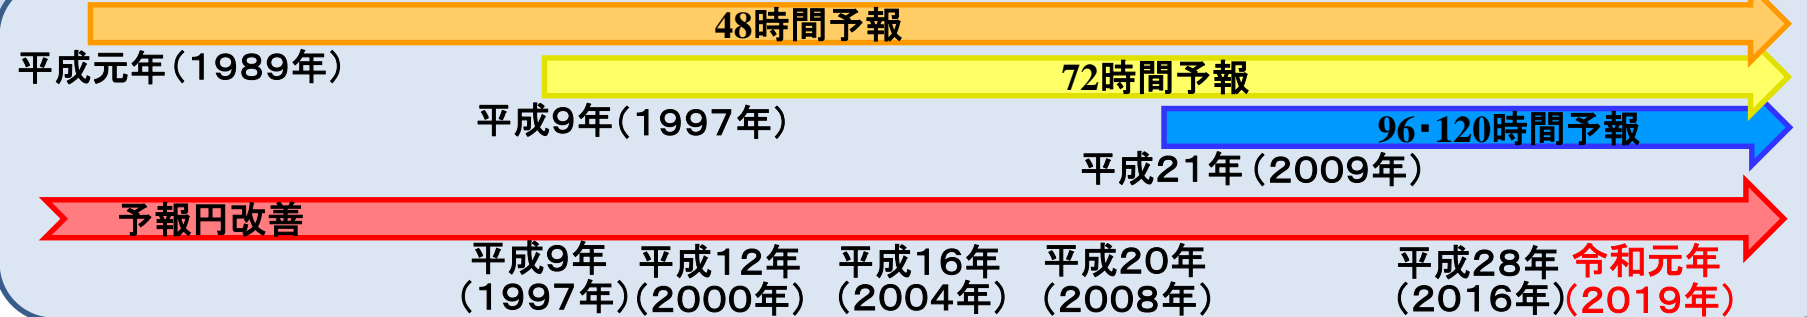 48時間予報
平成元年（1989年）
72時間予報
平成9年（1997年）
96・120時間予報
平成21年（2009年）
予報円改善
平成9年
（1997年）
平成12年
（2000年）
平成16年
（2004年）
平成20年
（2008年）
平成28年
（2016年）
令和元年
（2019年）